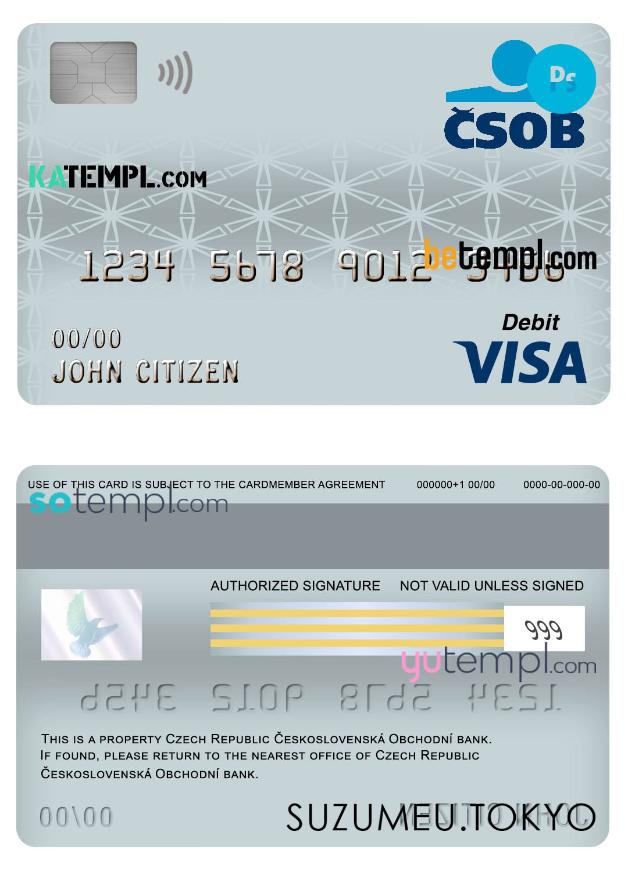 Ps
ČSOB
KATEMPL.COM
betempl.com
1234 5678 9012 3456
Debit
00/00
VISA
JOHN CITIZEN
USE OF THIS CARD IS SUBJECT TO THE CARDMEMBER AGREEMENT 000000+1 00/00 0000-00-000-00
sotempl.com
AUTHORIZED SIGNATURE NOT VALID UNLESS SIGNED
999
yutempl.com
THIS IS A PROPERTY CZECH REPUBLIC ČESKOSLOVENSKÁ OBCHODNÍ BANK.
IF FOUND, PLEASE RETURN TO THE NEAREST OFFICE OF CZECH REPUBLIC
ČESKOSLOVENSKÁ OBCHODNÍ BANK.
00\00 SUZUMEU.TOKYO